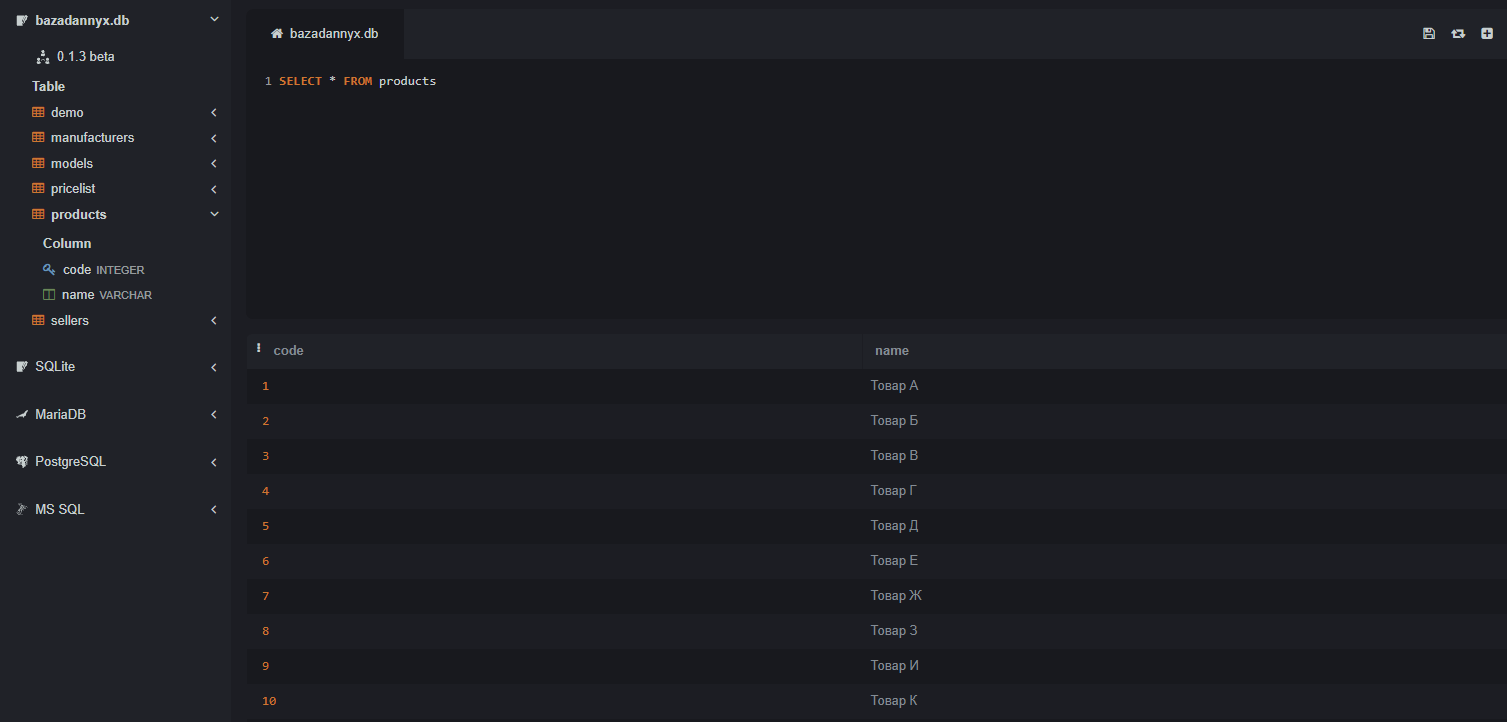 bazadannyx.db
0.1.3 beta
Table
demo
manufacturers
models
pricelist
products
Column
code INTEGER
name VARCHAR
sellers
SQLite
MariaDB
PostgreSQL
MS SQL
bazadannyx.db
1 SELECT * FROM products
code name
1 Товар А
2 Товар Б
3 Товар В
4 Товар Г
5 Товар Д
6 Товар Е
7 Товар Ж
8 Товар З
9 Товар И
10 Товар К